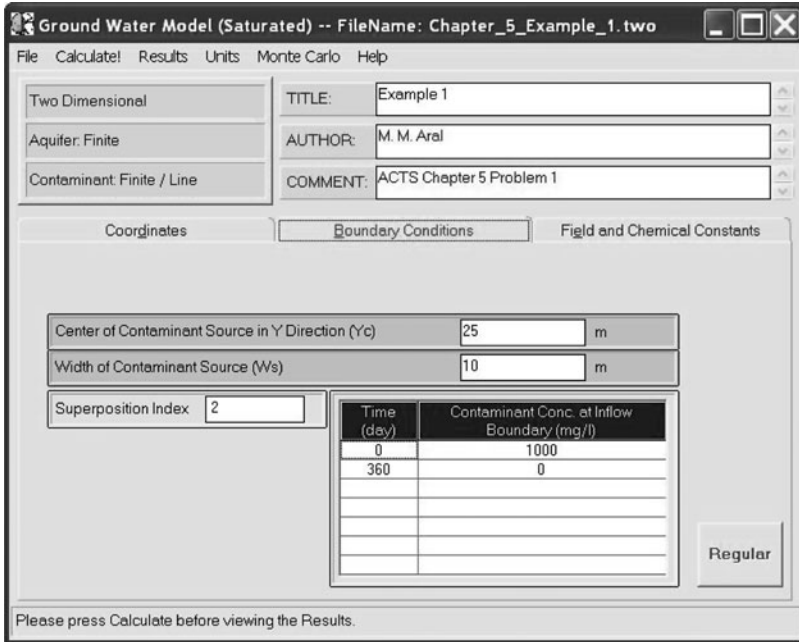 Ground Water Model (Saturated) -- FileName: Chapter_5_Example_1.two
File Calculate! Results Units Monte Carlo Help
Two Dimensional
Aquifer: Finite
Contaminant: Finite / Line
TITLE: Example 1
AUTHOR: M. M. Aral
COMMENT: ACTS Chapter 5 Problem 1
Coordinates Boundary Conditions Field and Chemical Constants
Center of Contaminant Source in Y Direction (Yc) 25 m
Width of Contaminant Source (Ws) 10 m
Superposition Index 2
Time (day) Contaminant Conc. at Inflow Boundary (mg/l)
0 1000
360 0
Regular
Please press Calculate before viewing the Results.